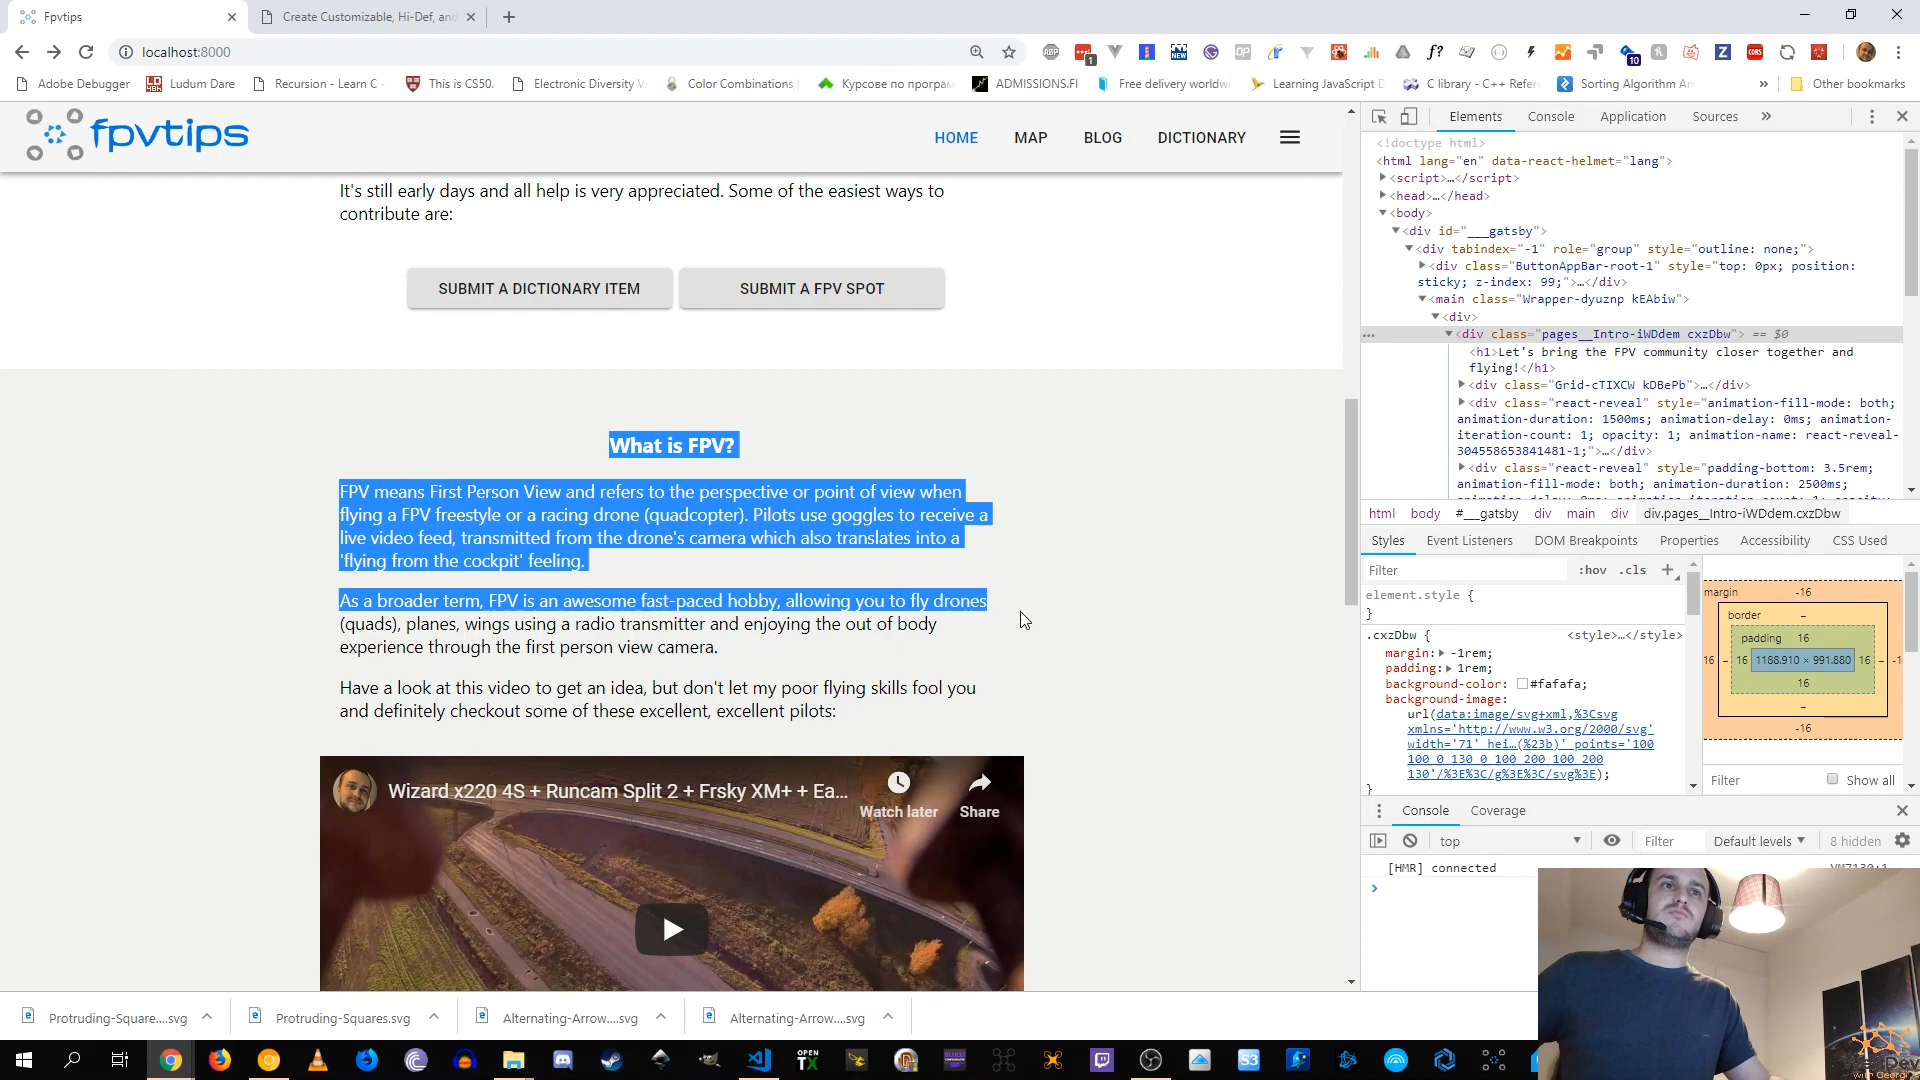 Fpvtips
Create Customizable, Hi-Def, and
localhost:8000
ABP
1
NEW
OP
f?
10
Z
CORS
Adobe Debugger
Ludum Dare
Recursion - Learn C -
This is CS50.
Electronic Diversity V
Color Combinations
Курсове по програм
ADMISSIONS.FI
Free delivery worldwi
Learning JavaScript D
C library - C++ Refer
Sorting Algorithm An
»
Other bookmarks
fpvtips
HOME
MAP
BLOG
DICTIONARY
It's still early days and all help is very appreciated. Some of the easiest ways to
contribute are:
SUBMIT A DICTIONARY ITEM
SUBMIT A FPV SPOT
What is FPV?
FPV means First Person View and refers to the perspective or point of view when
flying a FPV freestyle or a racing drone (quadcopter). Pilots use goggles to receive a
live video feed, transmitted from the drone's camera which also translates into a
'flying from the cockpit' feeling.
As a broader term, FPV is an awesome fast-paced hobby, allowing you to fly drones
(quads), planes, wings using a radio transmitter and enjoying the out of body
experience through the first person view camera.
Have a look at this video to get an idea, but don't let my poor flying skills fool you
and definitely checkout some of these excellent, excellent pilots:
Wizard x220 4S + Runcam Split 2 + Frsky XM+ + Ea...
Watch later
Share
Elements
Console
Application
Sources
»
<!doctype html>
<html lang="en" data-react-helmet="lang">
<script>…</script>
<head>…</head>
<body>
<div id="___gatsby">
<div tabindex="-1" role="group" style="outline: none;">
<div class="ButtonAppBar-root-1" style="top: 0px; position:
sticky; z-index: 99;">…</div>
<main class="Wrapper-dyuznp kEAbiw">
<div>
<div class="pages__Intro-iWDdem cxzDbw"> == $0
<h1>Let's bring the FPV community closer together and
flying!</h1>
<div class="Grid-cTIXCW kDBePb">…</div>
<div class="react-reveal" style="animation-fill-mode: both;
animation-duration: 1500ms; animation-delay: 0ms; animation-
iteration-count: 1; opacity: 1; animation-name: react-reveal-
304558653841481-1;">…</div>
<div class="react-reveal" style="padding-bottom: 3.5rem;
animation-fill-mode: both; animation-duration: 2500ms;
html
body
#___gatsby
div
main
div
div.pages__Intro-iWDdem.cxzDbw
Styles
Event Listeners
DOM Breakpoints
Properties
Accessibility
CSS Used
Filter
:hov
.cls
+
element.style {
}
.cxzDbw {
<style>…</style>
margin: -1rem;
padding: 1rem;
background-color: #fafafa;
background-image:
url(data:image/svg+xml,%3Csvg
xmlns='http://www.w3.org/2000/svg'
width='71' hei…(%23b)' points='100
100 0 130 0 100 200 100 200
130'/%3E%3C/g%3E%3C/svg%3E);
}
margin
-16
border
–
padding
16
16
–
16
1188.910 × 991.880
16
–
16
–
-16
Filter
Show all
Console
Coverage
top
Filter
Default levels
8 hidden
[HMR] connected
Protruding-Square....svg
Protruding-Squares.svg
Alternating-Arrow....svg
Alternating-Arrow....svg
OPEN
TX
S3
Dev
with Georgi